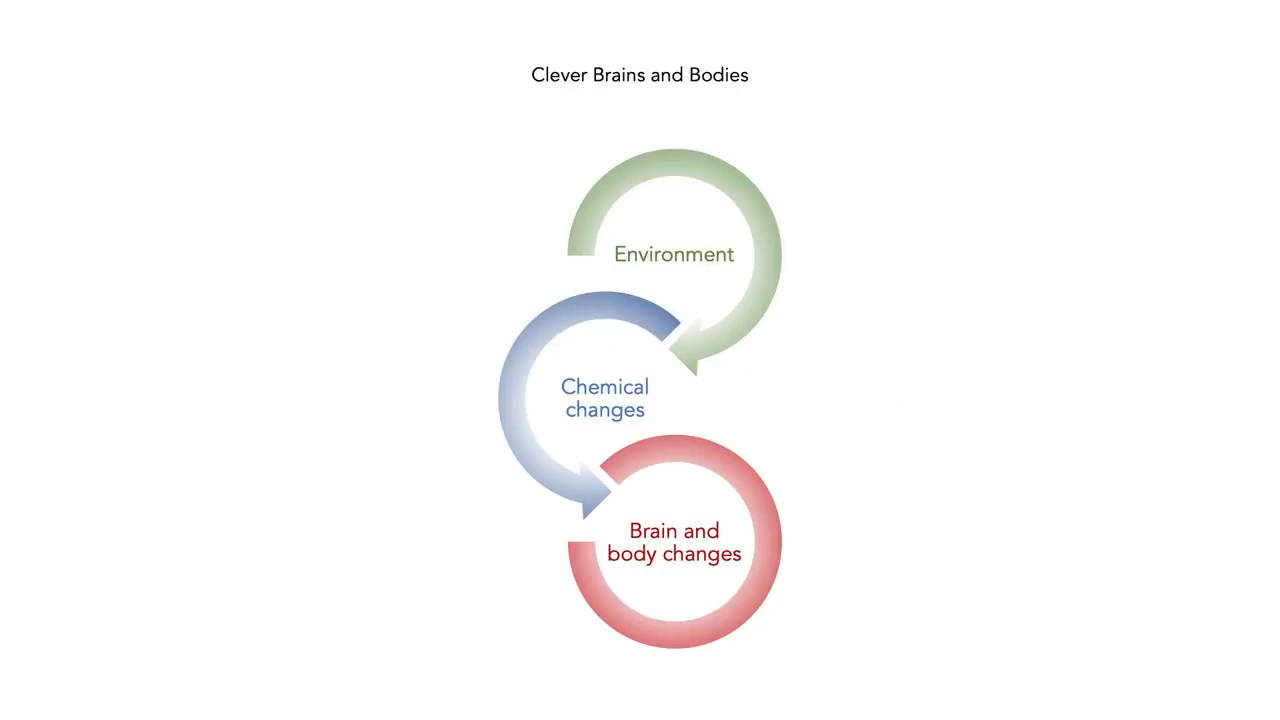 Clever Brains and Bodies
Environment
Chemical
changes
Brain and
body changes